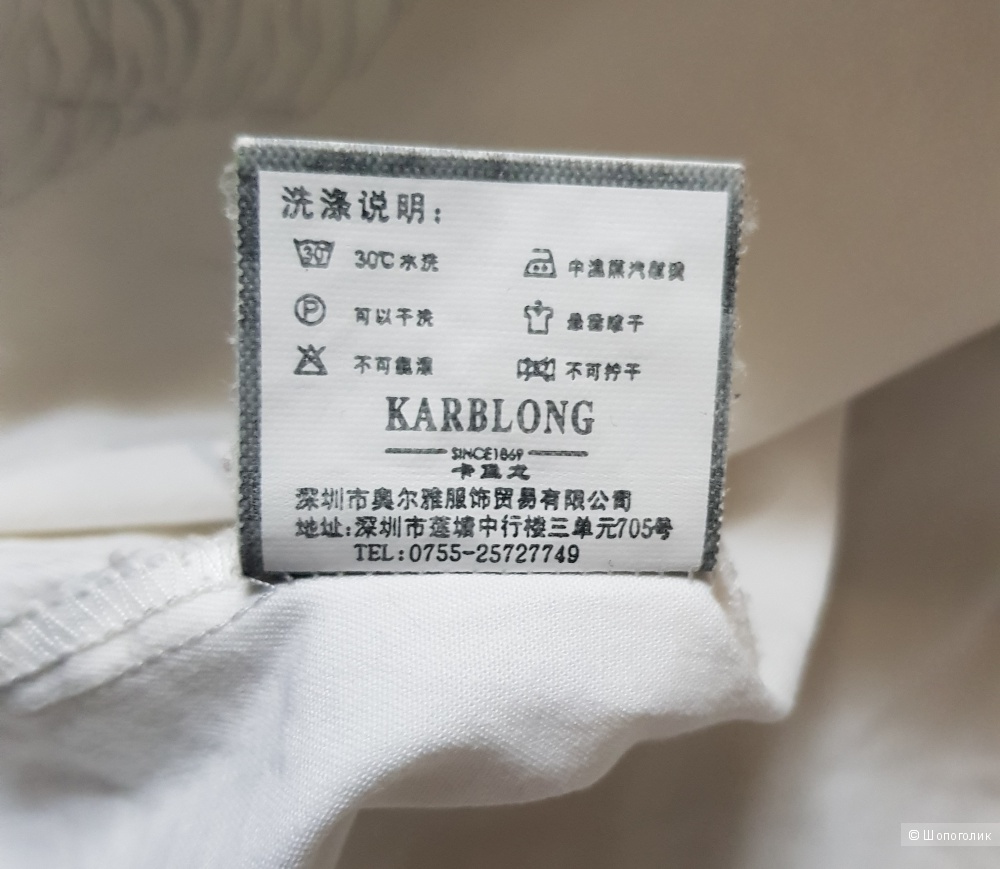 洗涤说明:
30 30℃水洗 中温蒸汽熨烫
P 可以干洗 悬挂晾干
不可氯漂 不可拧干
KARBLONG
SINCE1869
卡宾龙
深圳市奥尔雅服饰贸易有限公司
地址:深圳市莲塘中行楼三单元705号
TEL:0755-25727749
© Шопоголик